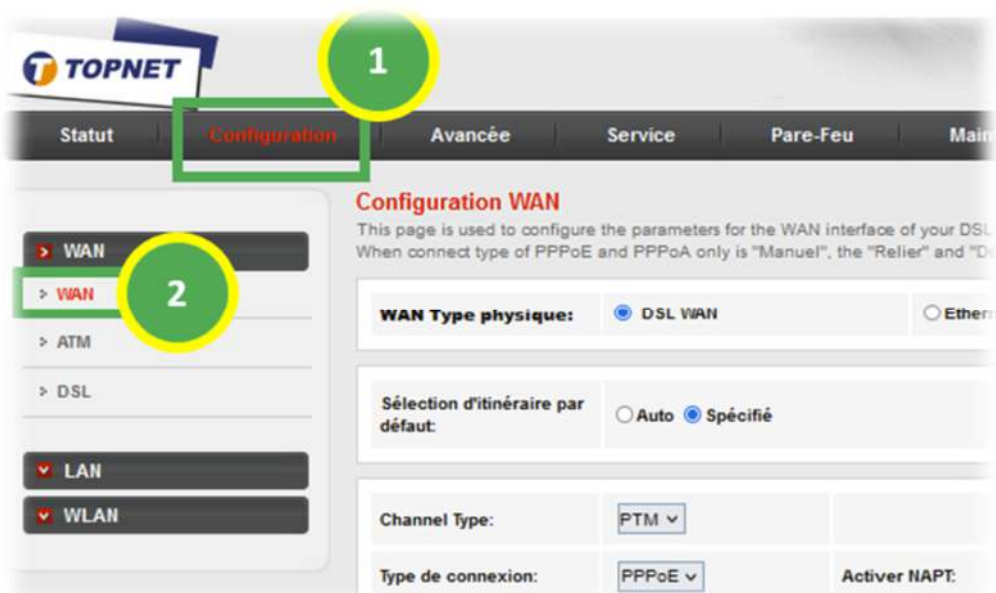 TOPNET
1
Statut Configuration Avancée Service Pare-Feu Main
Configuration WAN
This page is used to configure the parameters for the WAN interface of your DSL
When connect type of PPPoE and PPPoA only is "Manuel", the "Relier" and "De
WAN
WAN
2
ATM
DSL
LAN
WLAN
WAN Type physique: DSL WAN Ethern
Sélection d'itinéraire par
défaut: Auto Spécifié
Channel Type: PTM
Type de connexion: PPPoE Activer NAPT: